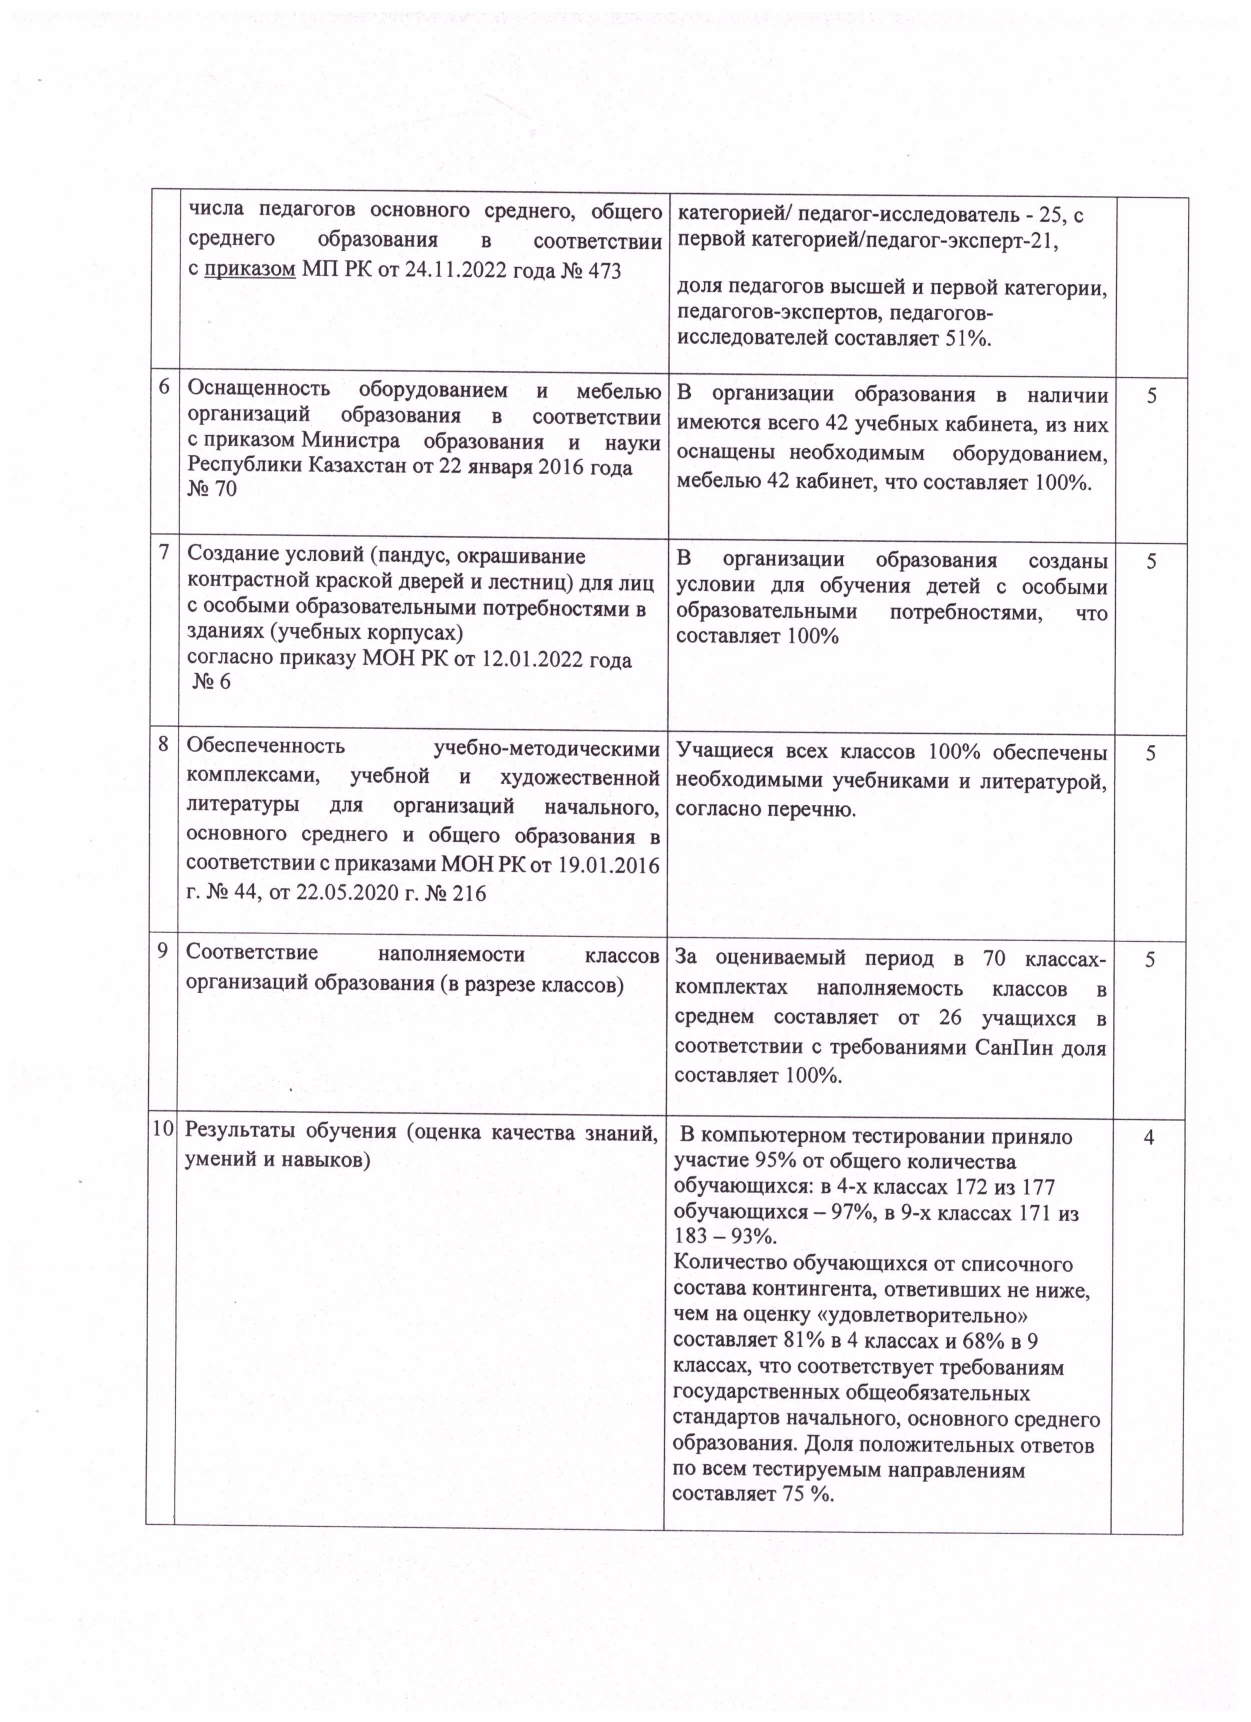 числа педагогов основного среднего, общего
среднего образования в соответствии
с приказом МП РК от 24.11.2022 года № 473
категорией/ педагог-исследователь - 25, с
первой категорией/педагог-эксперт-21,
доля педагогов высшей и первой категории,
педагогов-экспертов, педагогов-
исследователей составляет 51%.
6
Оснащенность оборудованием и мебелью
организаций образования в соответствии
с приказом Министра образования и науки
Республики Казахстан от 22 января 2016 года
№ 70
В организации образования в наличии
имеются всего 42 учебных кабинета, из них
оснащены необходимым оборудованием,
мебелью 42 кабинет, что составляет 100%.
5
7
Создание условий (пандус, окрашивание
контрастной краской дверей и лестниц) для лиц
с особыми образовательными потребностями в
зданиях (учебных корпусах)
согласно приказу МОН РК от 12.01.2022 года
№ 6
В организации образования созданы
условии для обучения детей с особыми
образовательными потребностями, что
составляет 100%
5
8
Обеспеченность учебно-методическими
комплексами, учебной и художественной
литературы для организаций начального,
основного среднего и общего образования в
соответствии с приказами МОН РК от 19.01.2016
г. № 44, от 22.05.2020 г. № 216
Учащиеся всех классов 100% обеспечены
необходимыми учебниками и литературой,
согласно перечню.
5
9
Соответствие наполняемости классов
организаций образования (в разрезе классов)
За оцениваемый период в 70 классах-
комплектах наполняемость классов в
среднем составляет от 26 учащихся в
соответствии с требованиями СанПин доля
составляет 100%.
5
10
Результаты обучения (оценка качества знаний,
умений и навыков)
В компьютерном тестировании приняло
участие 95% от общего количества
обучающихся: в 4-х классах 172 из 177
обучающихся – 97%, в 9-х классах 171 из
183 – 93%.
Количество обучающихся от списочного
состава контингента, ответивших не ниже,
чем на оценку «удовлетворительно»
составляет 81% в 4 классах и 68% в 9
классах, что соответствует требованиям
государственных общеобязательных
стандартов начального, основного среднего
образования. Доля положительных ответов
по всем тестируемым направлениям
составляет 75 %.
4